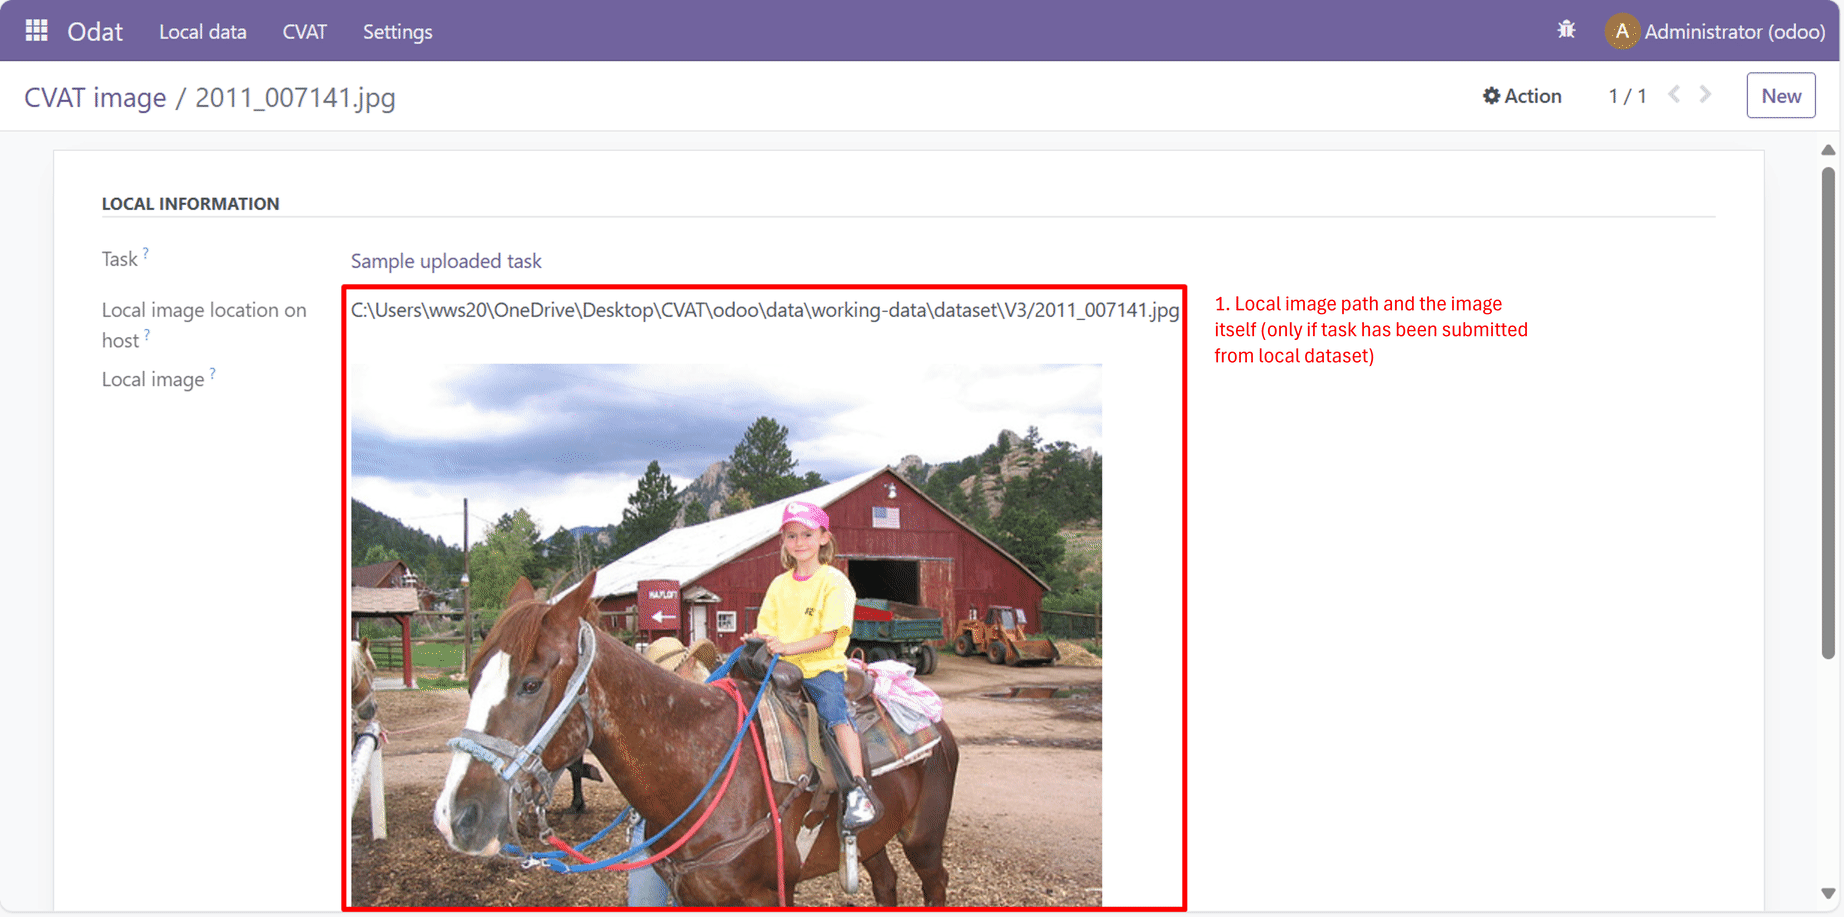 Odat Local data CVAT Settings A Administrator (odoo)
CVAT image / 2011_007141.jpg Action 1 / 1 New
LOCAL INFORMATION
Task ? Sample uploaded task
Local image location on C:\Users\wws20\OneDrive\Desktop\CVAT\odoo\data\working-data\dataset\V3/2011_007141.jpg
host ?
Local image ?
1. Local image path and the image
itself (only if task has been submitted
from local dataset)
HAYLOFT